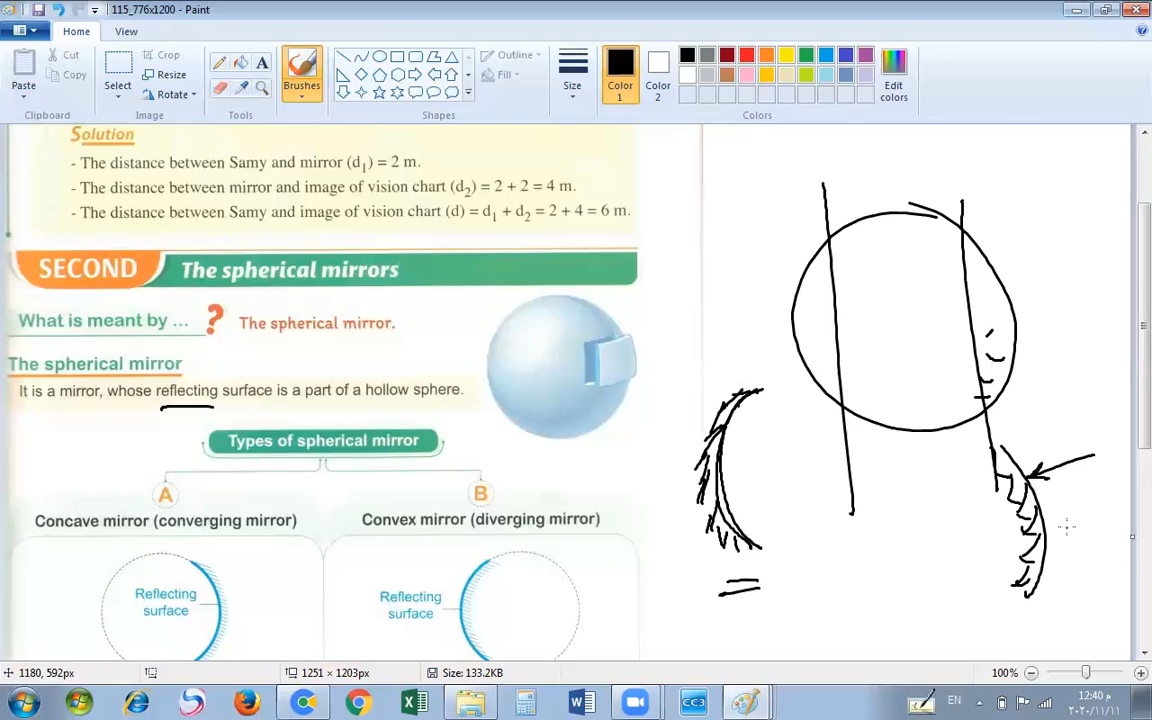 115_776x1200 - Paint
Home
View
Paste
Cut
Copy
Clipboard
Select
Crop
Resize
Rotate
Image
A
Tools
Brushes
Shapes
Outline
Fill
Size
Color 1
Color 2
Edit colors
Colors
Solution
- The distance between Samy and mirror (d1) = 2 m.
- The distance between mirror and image of vision chart (d2) = 2 + 2 = 4 m.
- The distance between Samy and image of vision chart (d) = d1 + d2 = 2 + 4 = 6 m.
SECOND The spherical mirrors
What is meant by ... ? The spherical mirror.
The spherical mirror
It is a mirror, whose reflecting surface is a part of a hollow sphere.
Types of spherical mirror
A
B
Concave mirror (converging mirror)
Convex mirror (diverging mirror)
Reflecting surface
Reflecting surface
1180, 592px
1251 × 1203px
Size: 133.2KB
100%
CC3
EN
12:40 م
٢٠٢٠/١١/١١